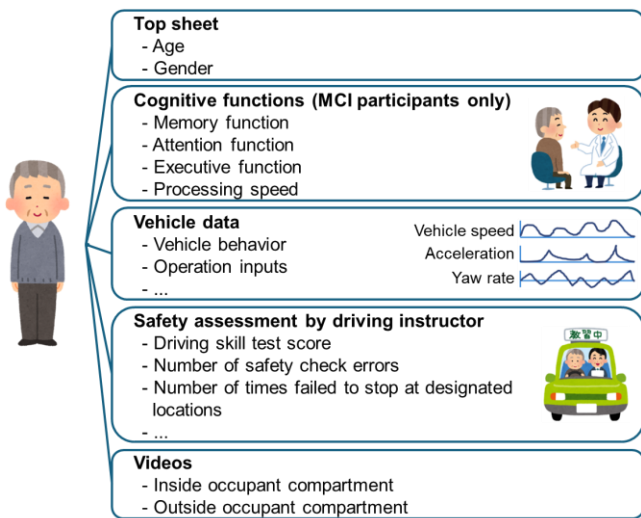 Top sheet
- Age
- Gender
Cognitive functions (MCI participants only)
- Memory function
- Attention function
- Executive function
- Processing speed
Vehicle data
- Vehicle behavior
- Operation inputs
- ...
Vehicle speed
Acceleration
Yaw rate
Safety assessment by driving instructor
- Driving skill test score
- Number of safety check errors
- Number of times failed to stop at designated
locations
- ...
教習中
Videos
- Inside occupant compartment
- Outside occupant compartment